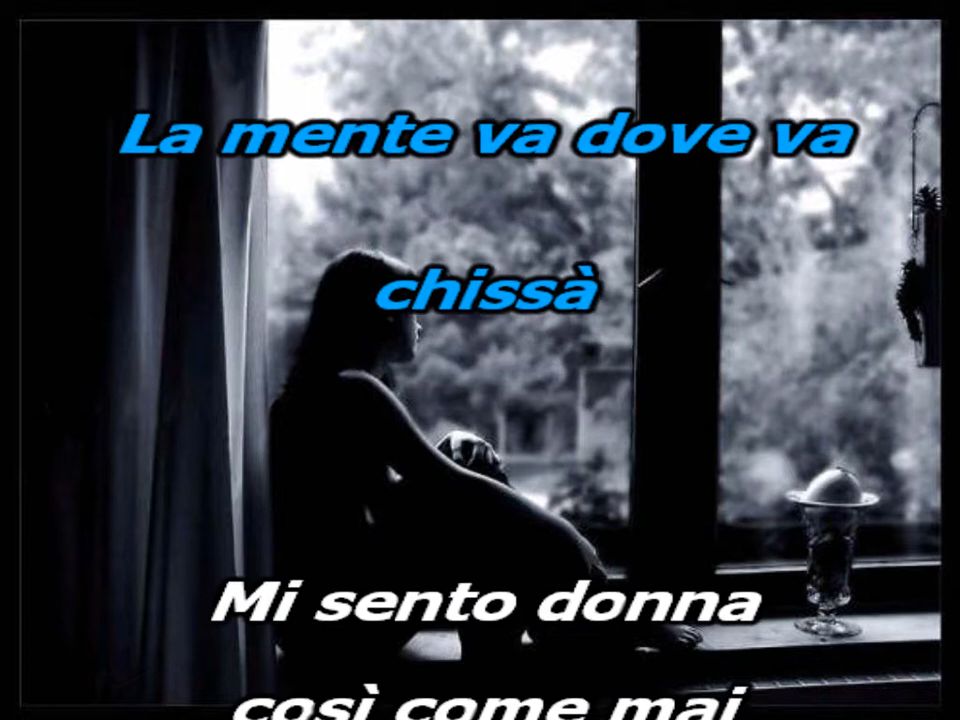 La mente va dove va
chissà
Mi sento donna
così come mai